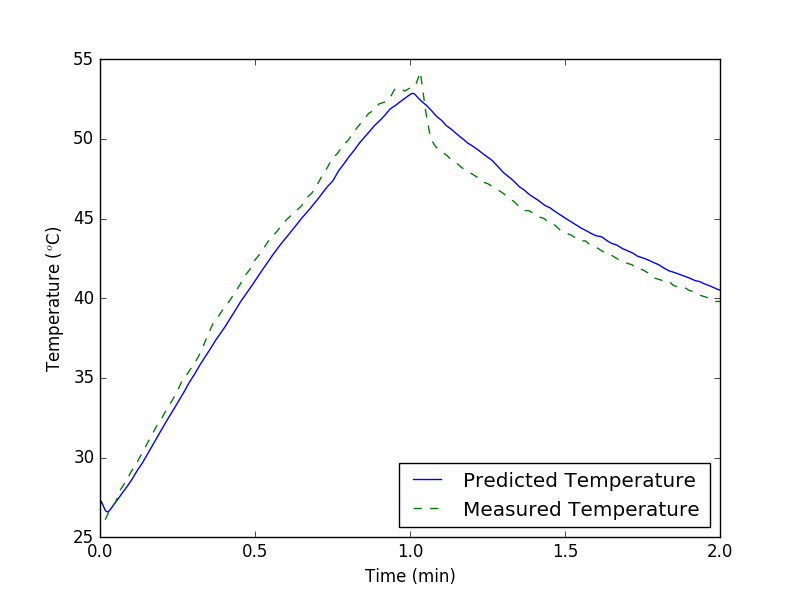 55
50
45
40
35
30
25
Temperature (°C)
0.0 0.5 1.0 1.5 2.0
Time (min)
Predicted Temperature
Measured Temperature